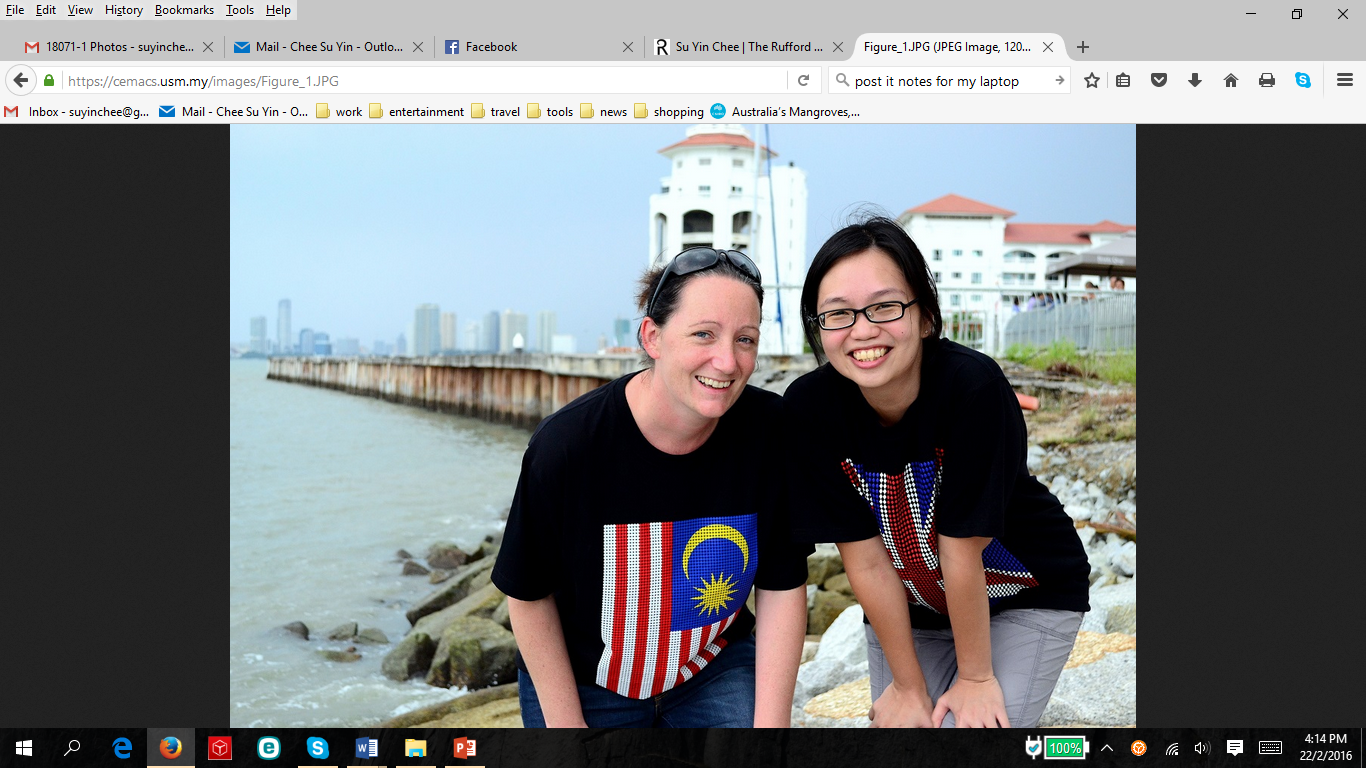 File Edit View History Bookmarks Tools Help
18071-1 Photos - suyinche... Mail - Chee Su Yin - Outlo... Facebook Su Yin Chee | The Rufford ... Figure_1.JPG (JPEG Image, 120...
https://cemacs.usm.my/images/Figure_1.JPG post it notes for my laptop
Inbox - suyinchee@g... Mail - Chee Su Yin - O... work entertainment travel tools news shopping Australia's Mangroves,...
100% 4:14 PM
22/2/2016